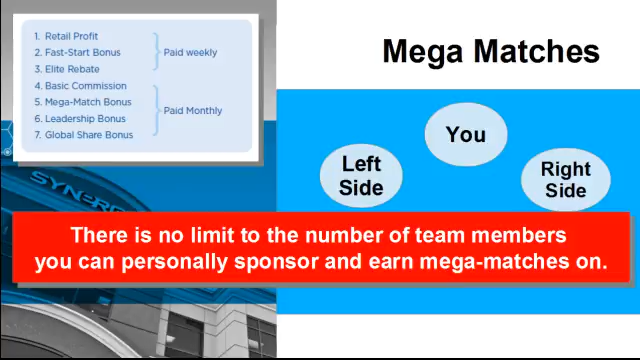 1. Retail Profit
2. Fast-Start Bonus
3. Elite Rebate
Paid weekly
4. Basic Commission
5. Mega-Match Bonus
6. Leadership Bonus
7. Global Share Bonus
Paid Monthly
Mega Matches
You
Left
Side
Right
Side
There is no limit to the number of team members
you can personally sponsor and earn mega-matches on.